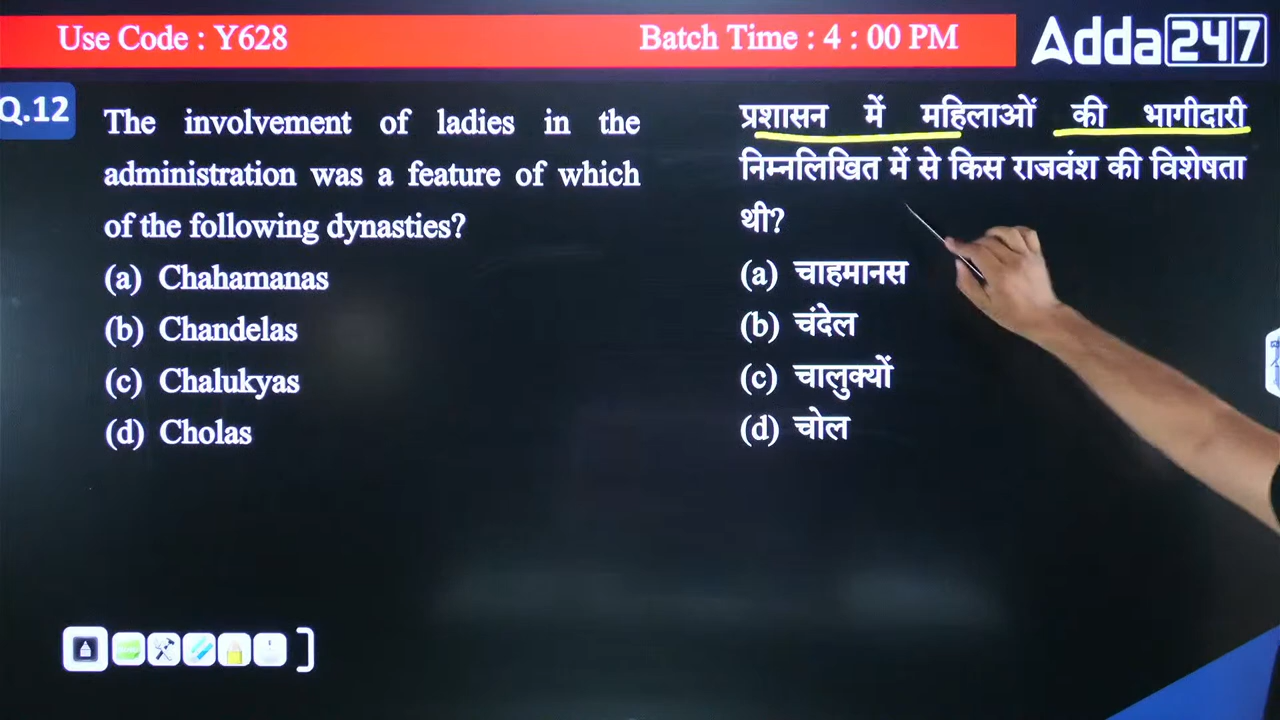 Use Code : Y628
Batch Time : 4 : 00 PM
Adda247
Q.12
The involvement of ladies in the
administration was a feature of which
of the following dynasties?
(a) Chahamanas
(b) Chandelas
(c) Chalukyas
(d) Cholas
प्रशासन में महिलाओं की भागीदारी
निम्नलिखित में से किस राजवंश की विशेषता
थी?
(a) चाहमानस
(b) चंदेल
(c) चालुक्यों
(d) चोल